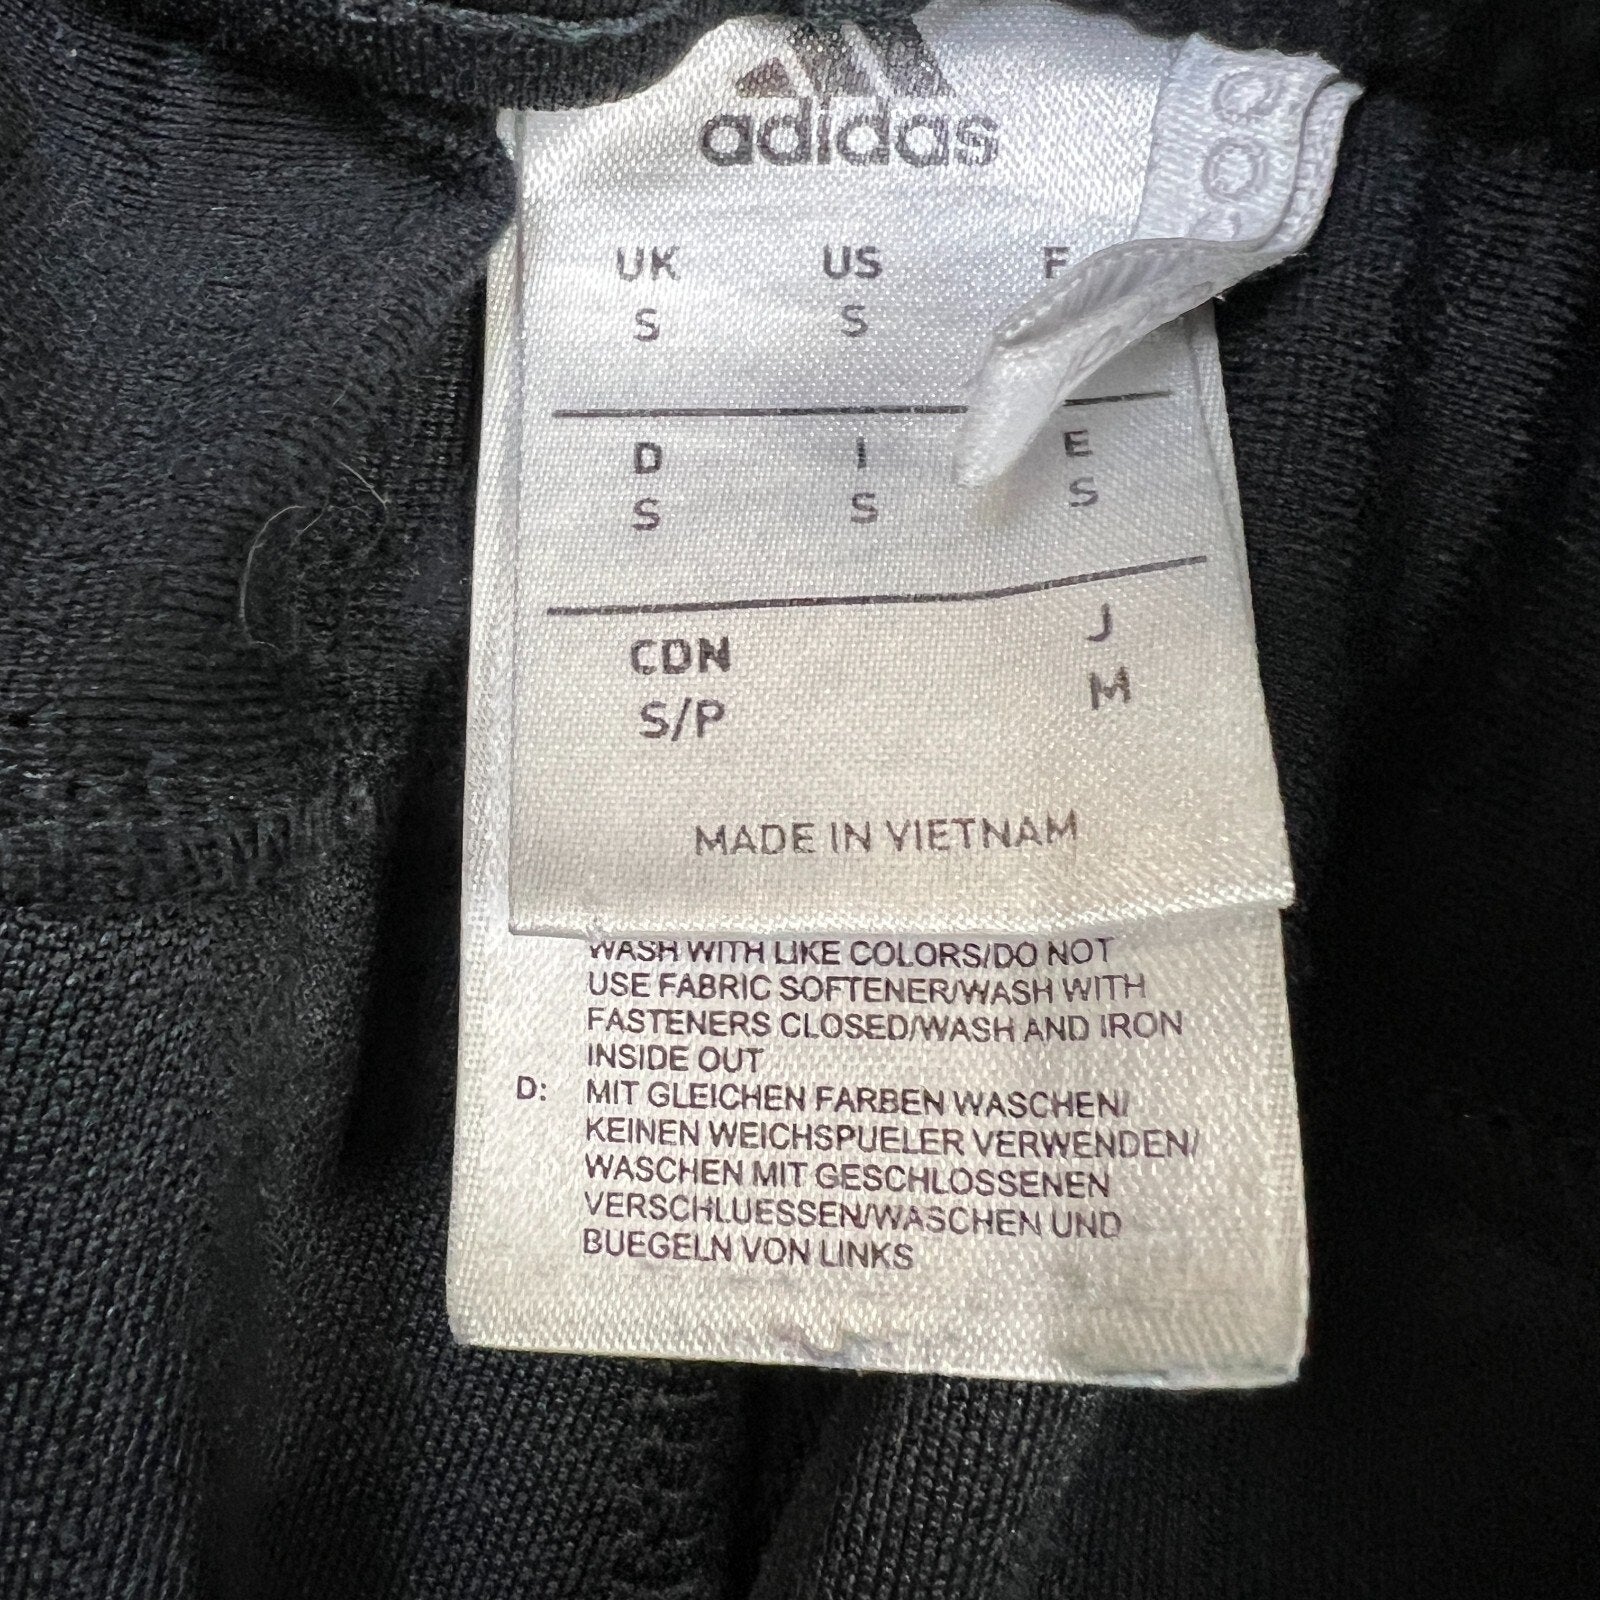 adidas
UK US F
S S
D I E
S S S
CDN J
S/P M
MADE IN VIETNAM
WASH WITH LIKE COLORS/DO NOT
USE FABRIC SOFTENER/WASH WITH
FASTENERS CLOSED/WASH AND IRON
INSIDE OUT
D: MIT GLEICHEN FARBEN WASCHEN/
KEINEN WEICHSPUELER VERWENDEN/
WASCHEN MIT GESCHLOSSENEN
VERSCHLUESSEN/WASCHEN UND
BUEGELN VON LINKS